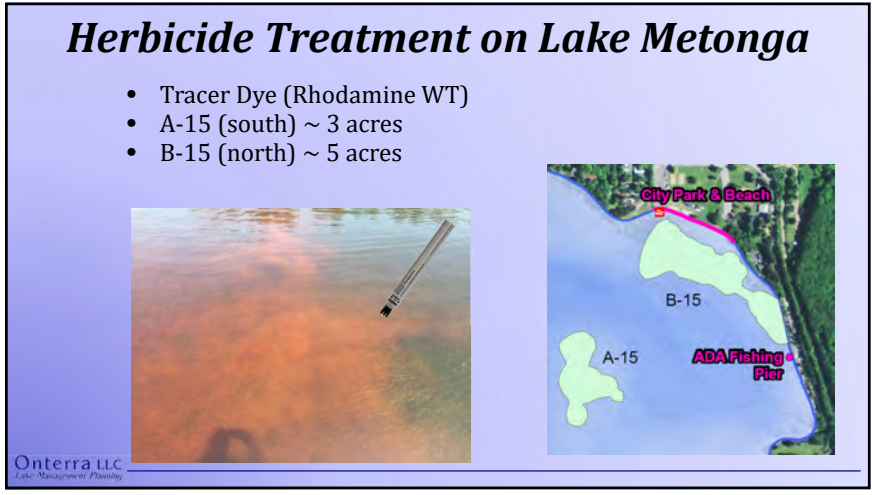 Herbicide Treatment on Lake Metonga
• Tracer Dye (Rhodamine WT)
• A-15 (south) ~ 3 acres
• B-15 (north) ~ 5 acres
City Park & Beach
B-15
A-15
ADA Fishing
Pier
Onterra LLC
Lake Management Planning